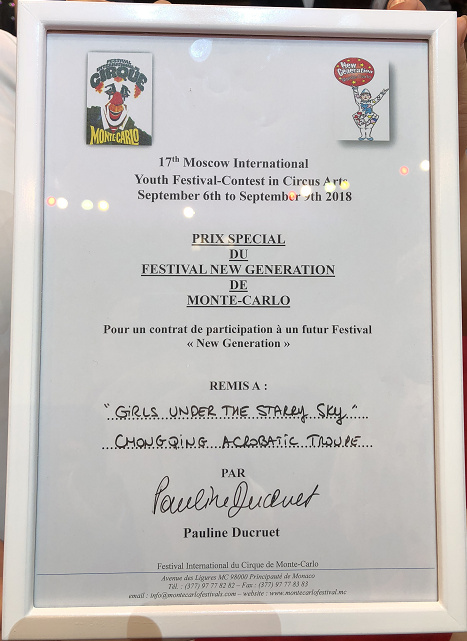 FESTIVAL
CIRQUE
MONTE-CARLO
New
Generation
17th Moscow International
Youth Festival-Contest in Circus Arts
September 6th to September 9th 2018
PRIX SPECIAL
DU
FESTIVAL NEW GENERATION
DE
MONTE-CARLO
Pour un contrat de participation à un futur Festival
« New Generation »
REMIS A :
"GIRLS UNDER THE STARRY SKY"
CHONGQING ACROBATIC TROUPE
PAR
Pauline Ducruet
Pauline Ducruet
Festival International du Cirque de Monte-Carlo
Avenue des Ligures MC 98000 Principauté de Monaco
Tél. : (377) 97 77 82 82 – Fax : (377) 97 77 83 83
email : info@montecarlofestivals.com – website : www.montecarlofestival.mc